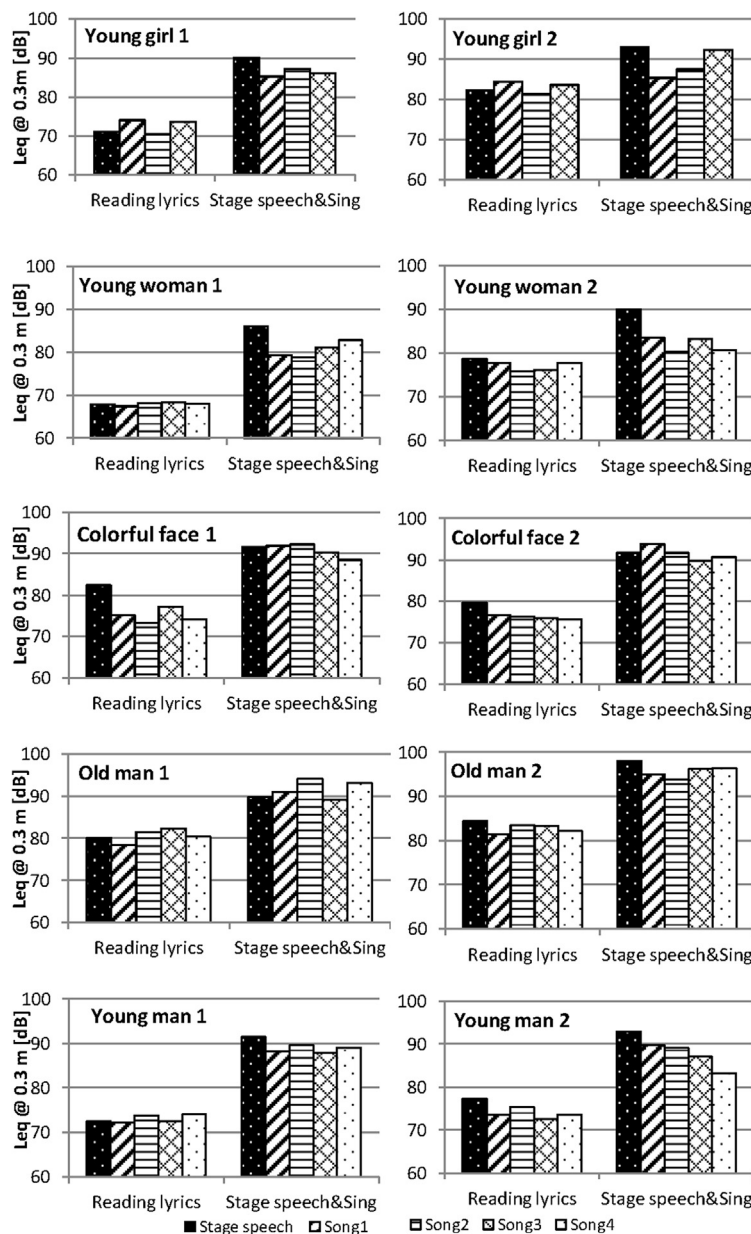 Young girl 1
Leq @ 0.3m [dB]
100
90
80
70
60
Reading lyrics
Stage speech&Sing
Young girl 2
100
90
80
70
60
Reading lyrics
Stage speech&Sing
Young woman 1
Leq @ 0.3 m [dB]
100
90
80
70
60
Reading lyrics
Stage speech&Sing
Young woman 2
100
90
80
70
60
Reading lyrics
Stage speech&Sing
Colorful face 1
Leq @ 0.3 m [dB]
100
90
80
70
60
Reading lyrics
Stage speech&Sing
Colorful face 2
100
90
80
70
60
Reading lyrics
Stage speech&Sing
Old man 1
Leq @ 0.3 m [dB]
100
90
80
70
60
Reading lyrics
Stage speech&Sing
Old man 2
100
90
80
70
60
Reading lyrics
Stage speech&Sing
Young man 1
Leq @ 0.3 m [dB]
100
90
80
70
60
Reading lyrics
Stage speech&Sing
Young man 2
100
90
80
70
60
Reading lyrics
Stage speech&Sing
Stage speech Song1 Song2 Song3 Song4